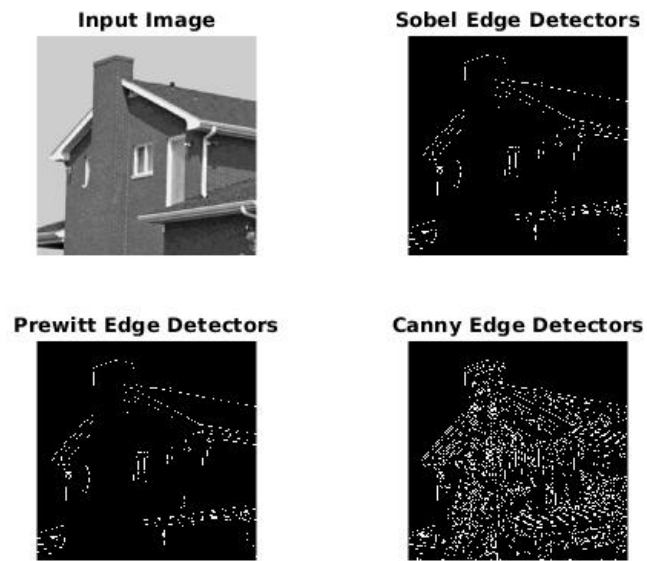 Input Image
Sobel Edge Detectors
Prewitt Edge Detectors
Canny Edge Detectors